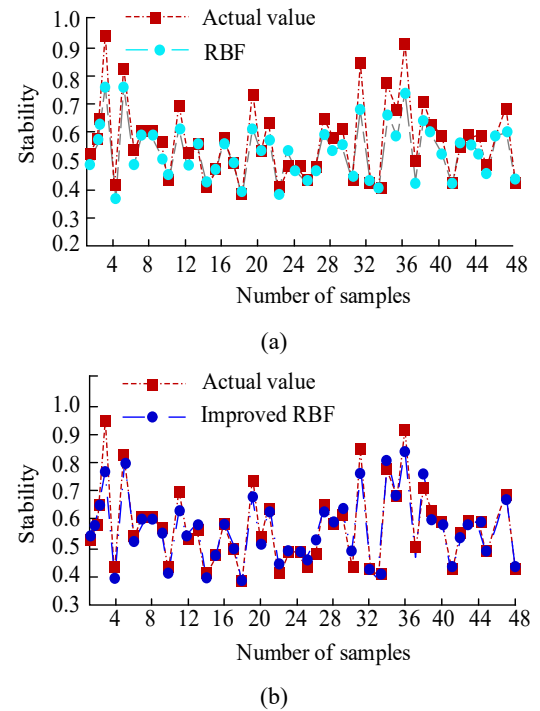 Actual value
RBF
Stability
1.0
0.9
0.8
0.7
0.6
0.5
0.4
0.2
4 8 12 16 20 24 28 32 36 40 44 48
Number of samples
(a)
Actual value
Improved RBF
Stability
1.0
0.9
0.8
0.7
0.6
0.5
0.4
0.3
4 8 12 16 20 24 28 32 36 40 44 48
Number of samples
(b)